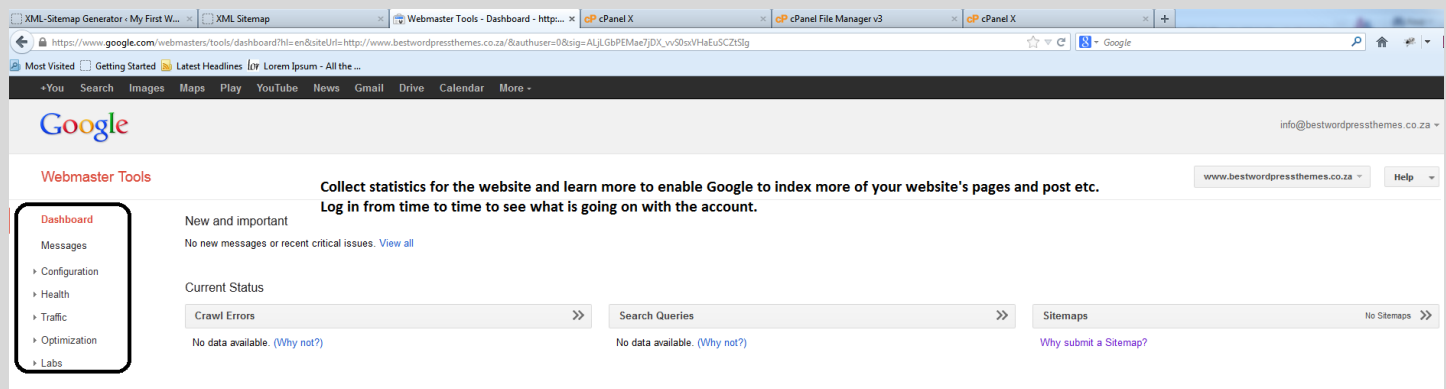 XML-Sitemap Generator ‹ My First W... XML Sitemap Webmaster Tools - Dashboard - http:... cP cPanel X cP cPanel File Manager v3 cP cPanel X
https://www.google.com/webmasters/tools/dashboard?hl=en&siteUrl=http://www.bestwordpressthemes.co.za/&authuser=0&sig=ALjLGbPEMae7jDX_vvS0sxVHaEuSCZtSIg Google
Most Visited Getting Started Latest Headlines Lorem Ipsum - All the ...
+You Search Images Maps Play YouTube News Gmail Drive Calendar More
Google info@bestwordpressthemes.co.za
Webmaster Tools www.bestwordpressthemes.co.za Help
Collect statistics for the website and learn more to enable Google to index more of your website's pages and post etc.
Log in from time to time to see what is going on with the account.
Dashboard
Messages
Configuration
Health
Traffic
Optimization
Labs
New and important
No new messages or recent critical issues. View all
Current Status
Crawl Errors
No data available. (Why not?)
Search Queries
No data available. (Why not?)
Sitemaps No Sitemaps
Why submit a Sitemap?